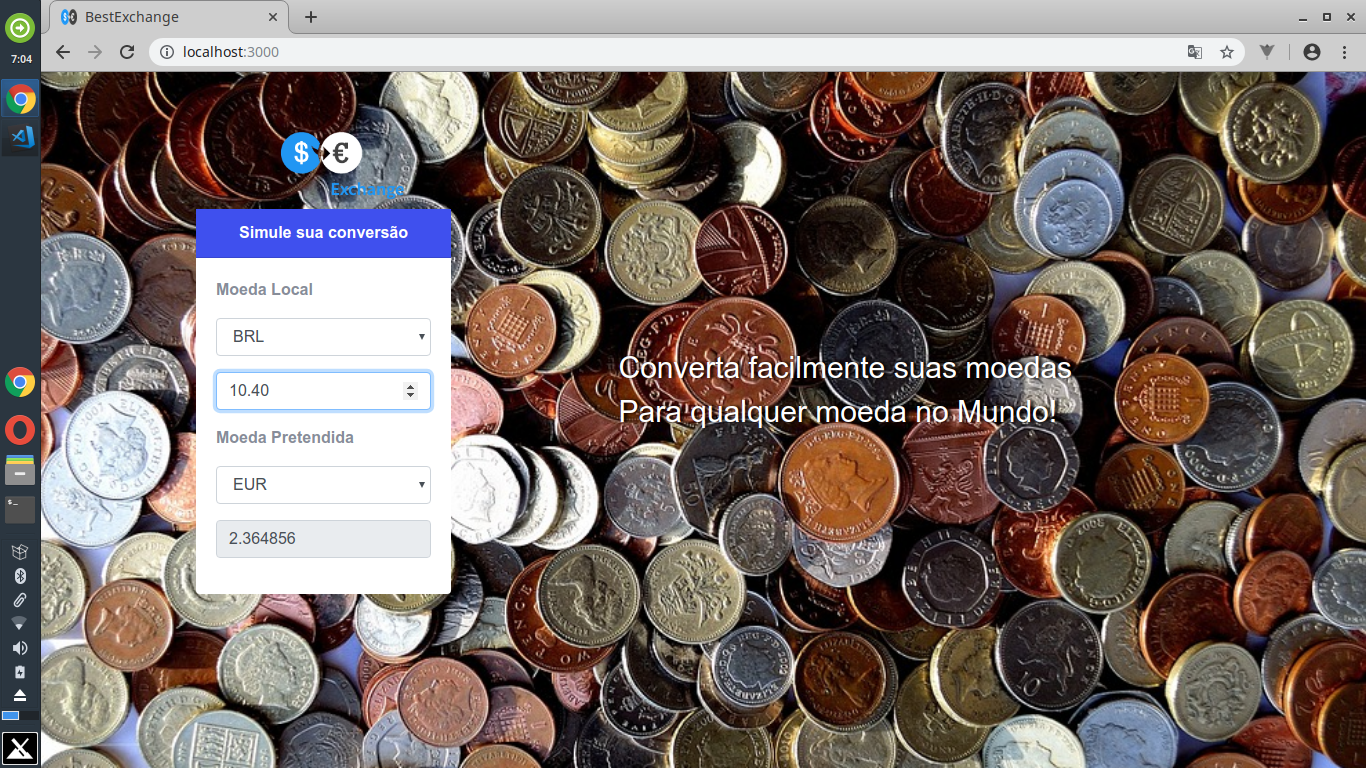 BestExchange
localhost:3000
7:04
$ €
Exchange
Simule sua conversão
Moeda Local
BRL
10.40
Moeda Pretendida
EUR
2.364856
Converta facilmente suas moedas
Para qualquer moeda no Mundo!